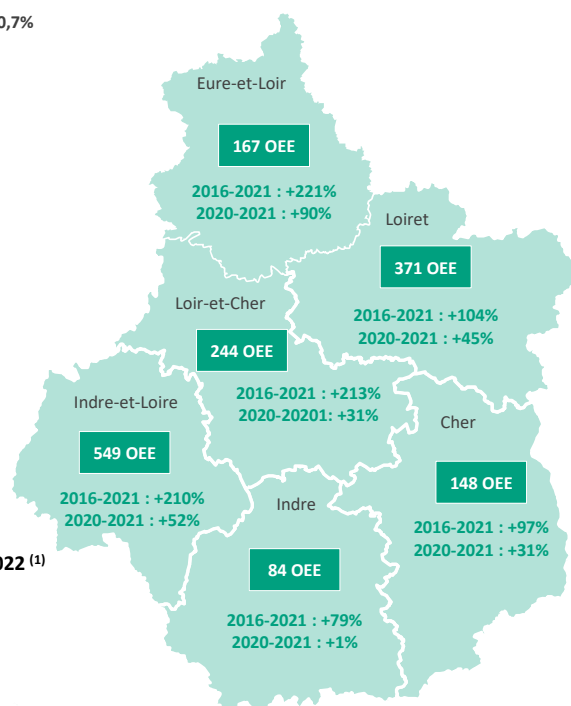 0,7%
Eure-et-Loir
167 OEE
2016-2021 : +221%
2020-2021 : +90%
Loiret
371 OEE
2016-2021 : +104%
2020-2021 : +45%
Loir-et-Cher
244 OEE
2016-2021 : +213%
2020-20201: +31%
Indre-et-Loire
549 OEE
2016-2021 : +210%
2020-2021 : +52%
Cher
148 OEE
2016-2021 : +97%
2020-2021 : +31%
Indre
84 OEE
2016-2021 : +79%
2020-2021 : +1%
022 (1)